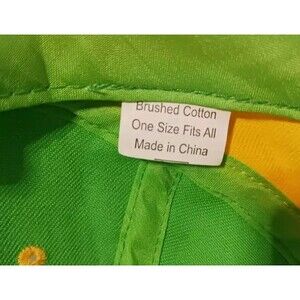 Brushed Cotton
One Size Fits All
Made in China